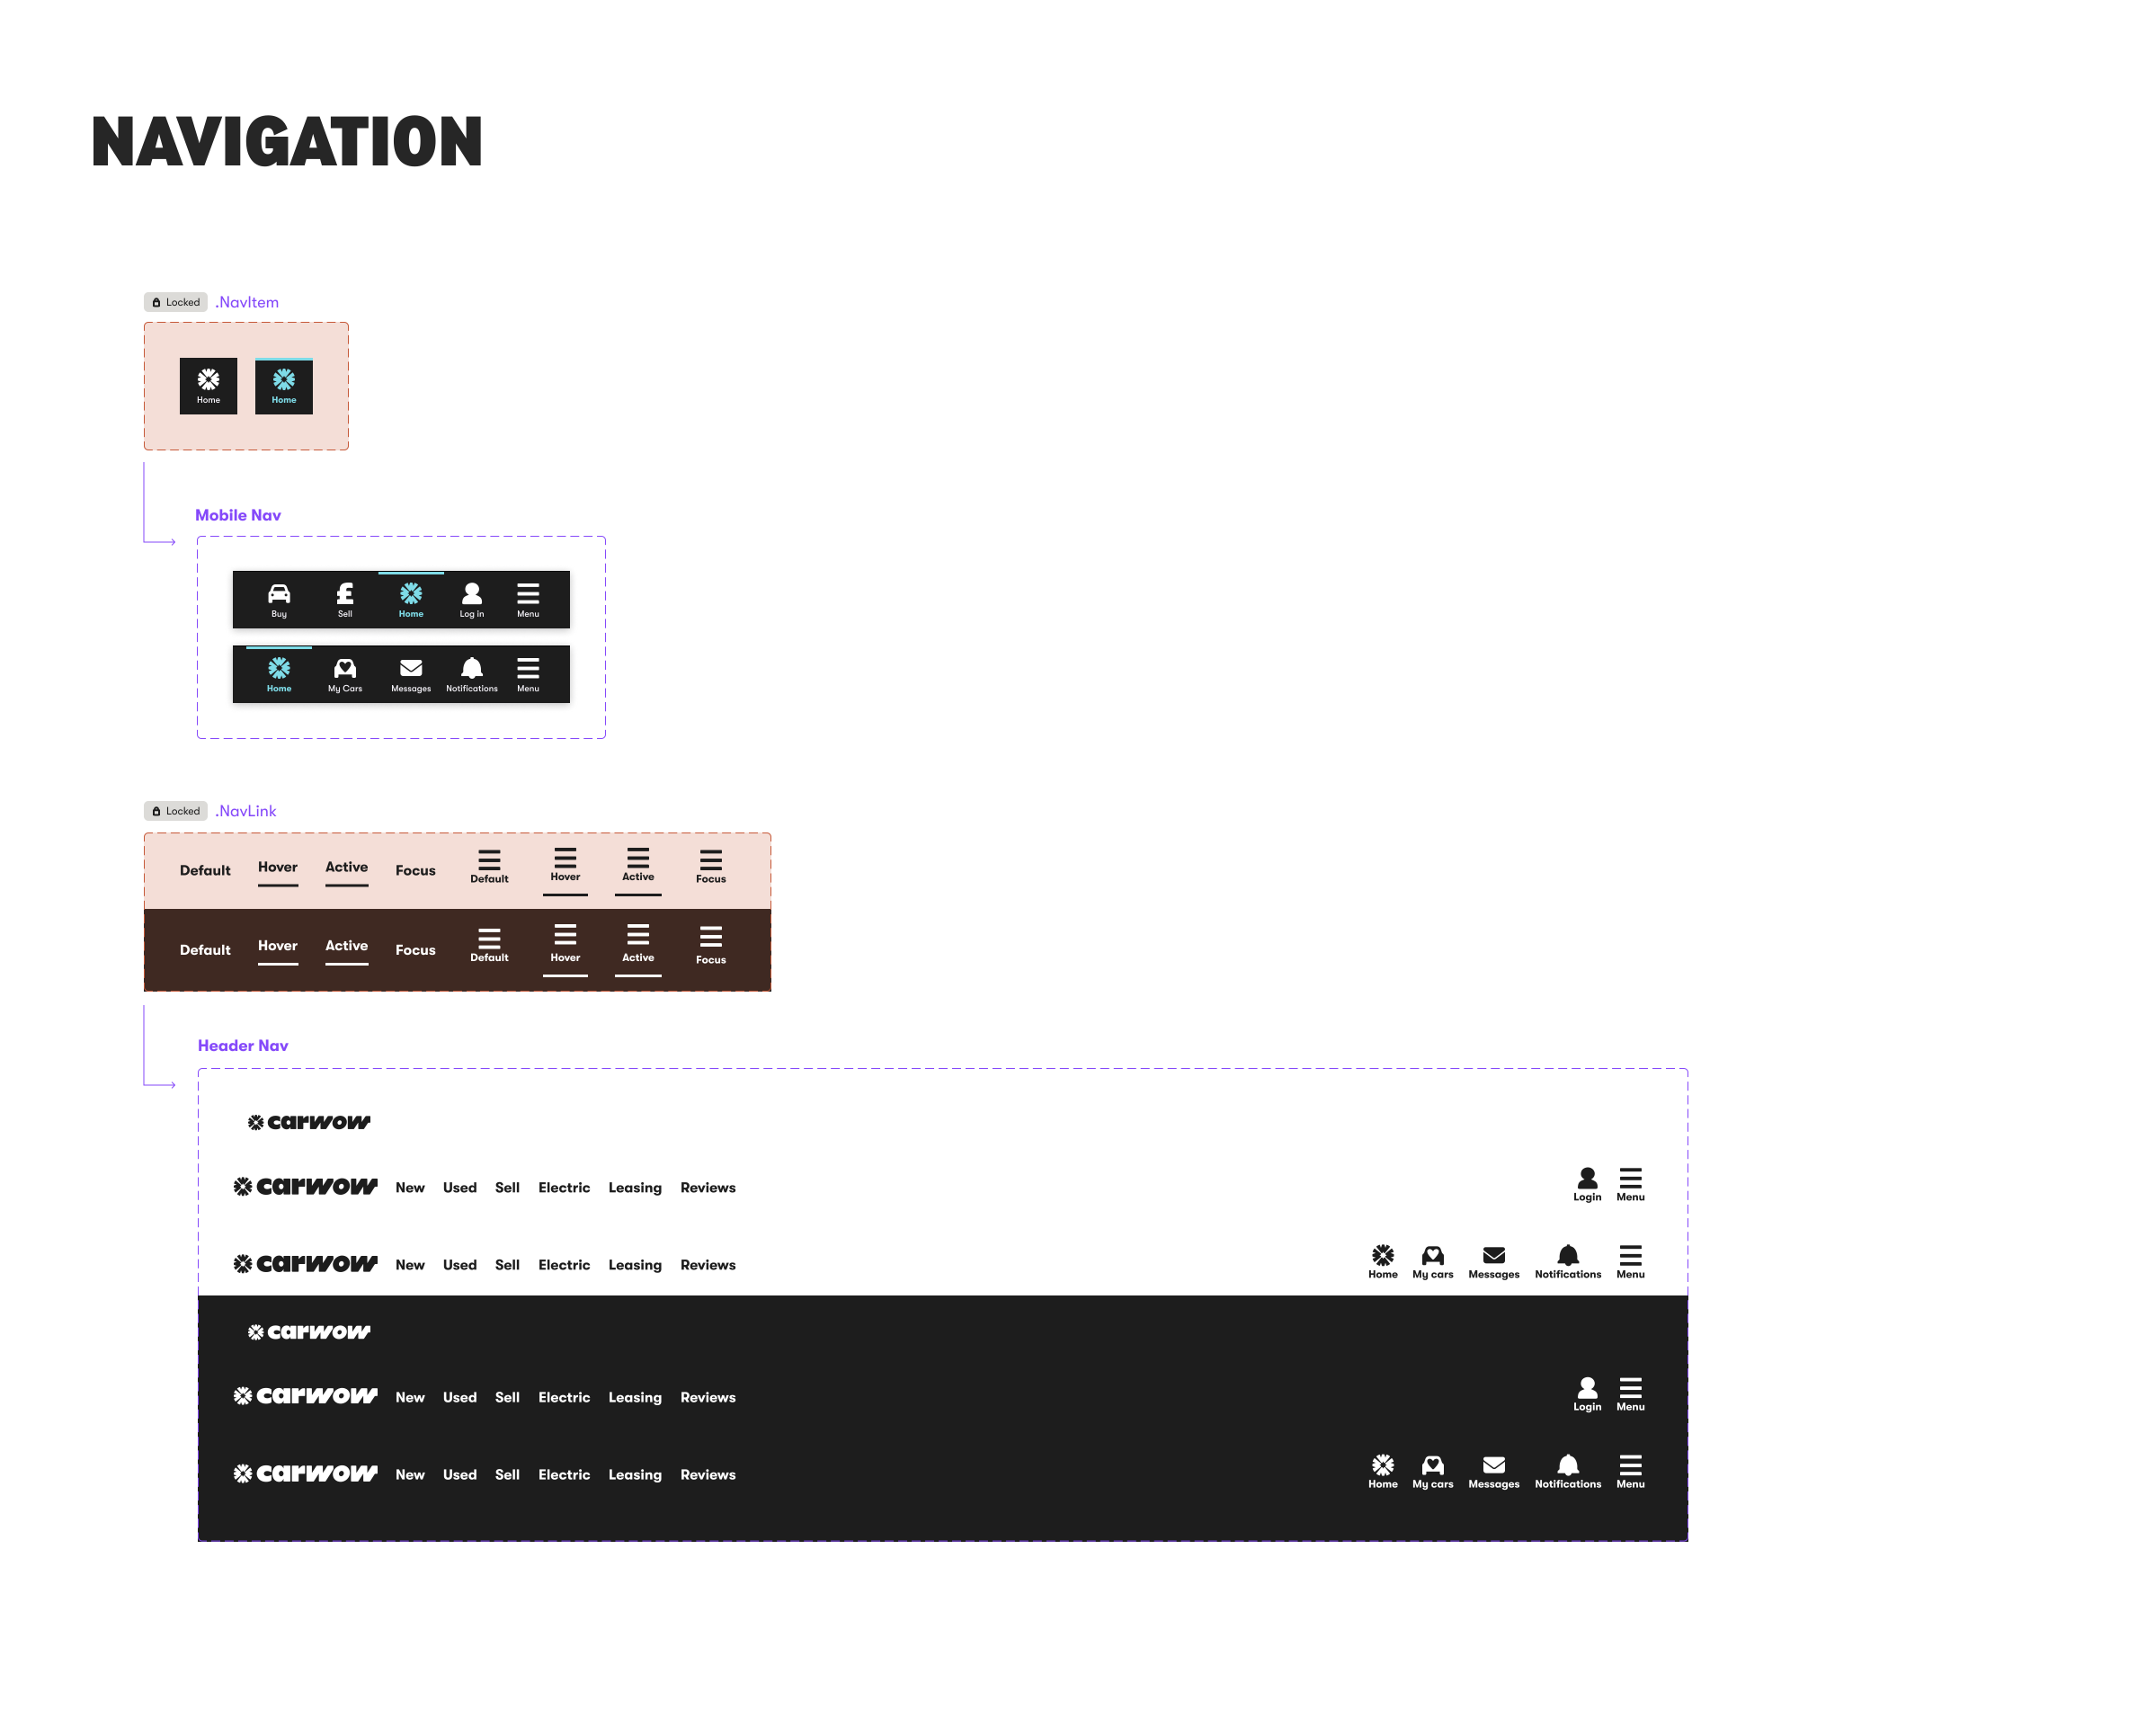 NAVIGATION
Locked .NavItem
Home Home
Mobile Nav
Buy Sell Home Log in Menu
Home My Cars Messages Notifications Menu
Locked .NavLink
Default Hover Active Focus Default Hover Active Focus
Default Hover Active Focus Default Hover Active Focus
Header Nav
carwow
carwow New Used Sell Electric Leasing Reviews Login Menu
carwow New Used Sell Electric Leasing Reviews Home My cars Messages Notifications Menu
carwow
carwow New Used Sell Electric Leasing Reviews Login Menu
carwow New Used Sell Electric Leasing Reviews Home My cars Messages Notifications Menu